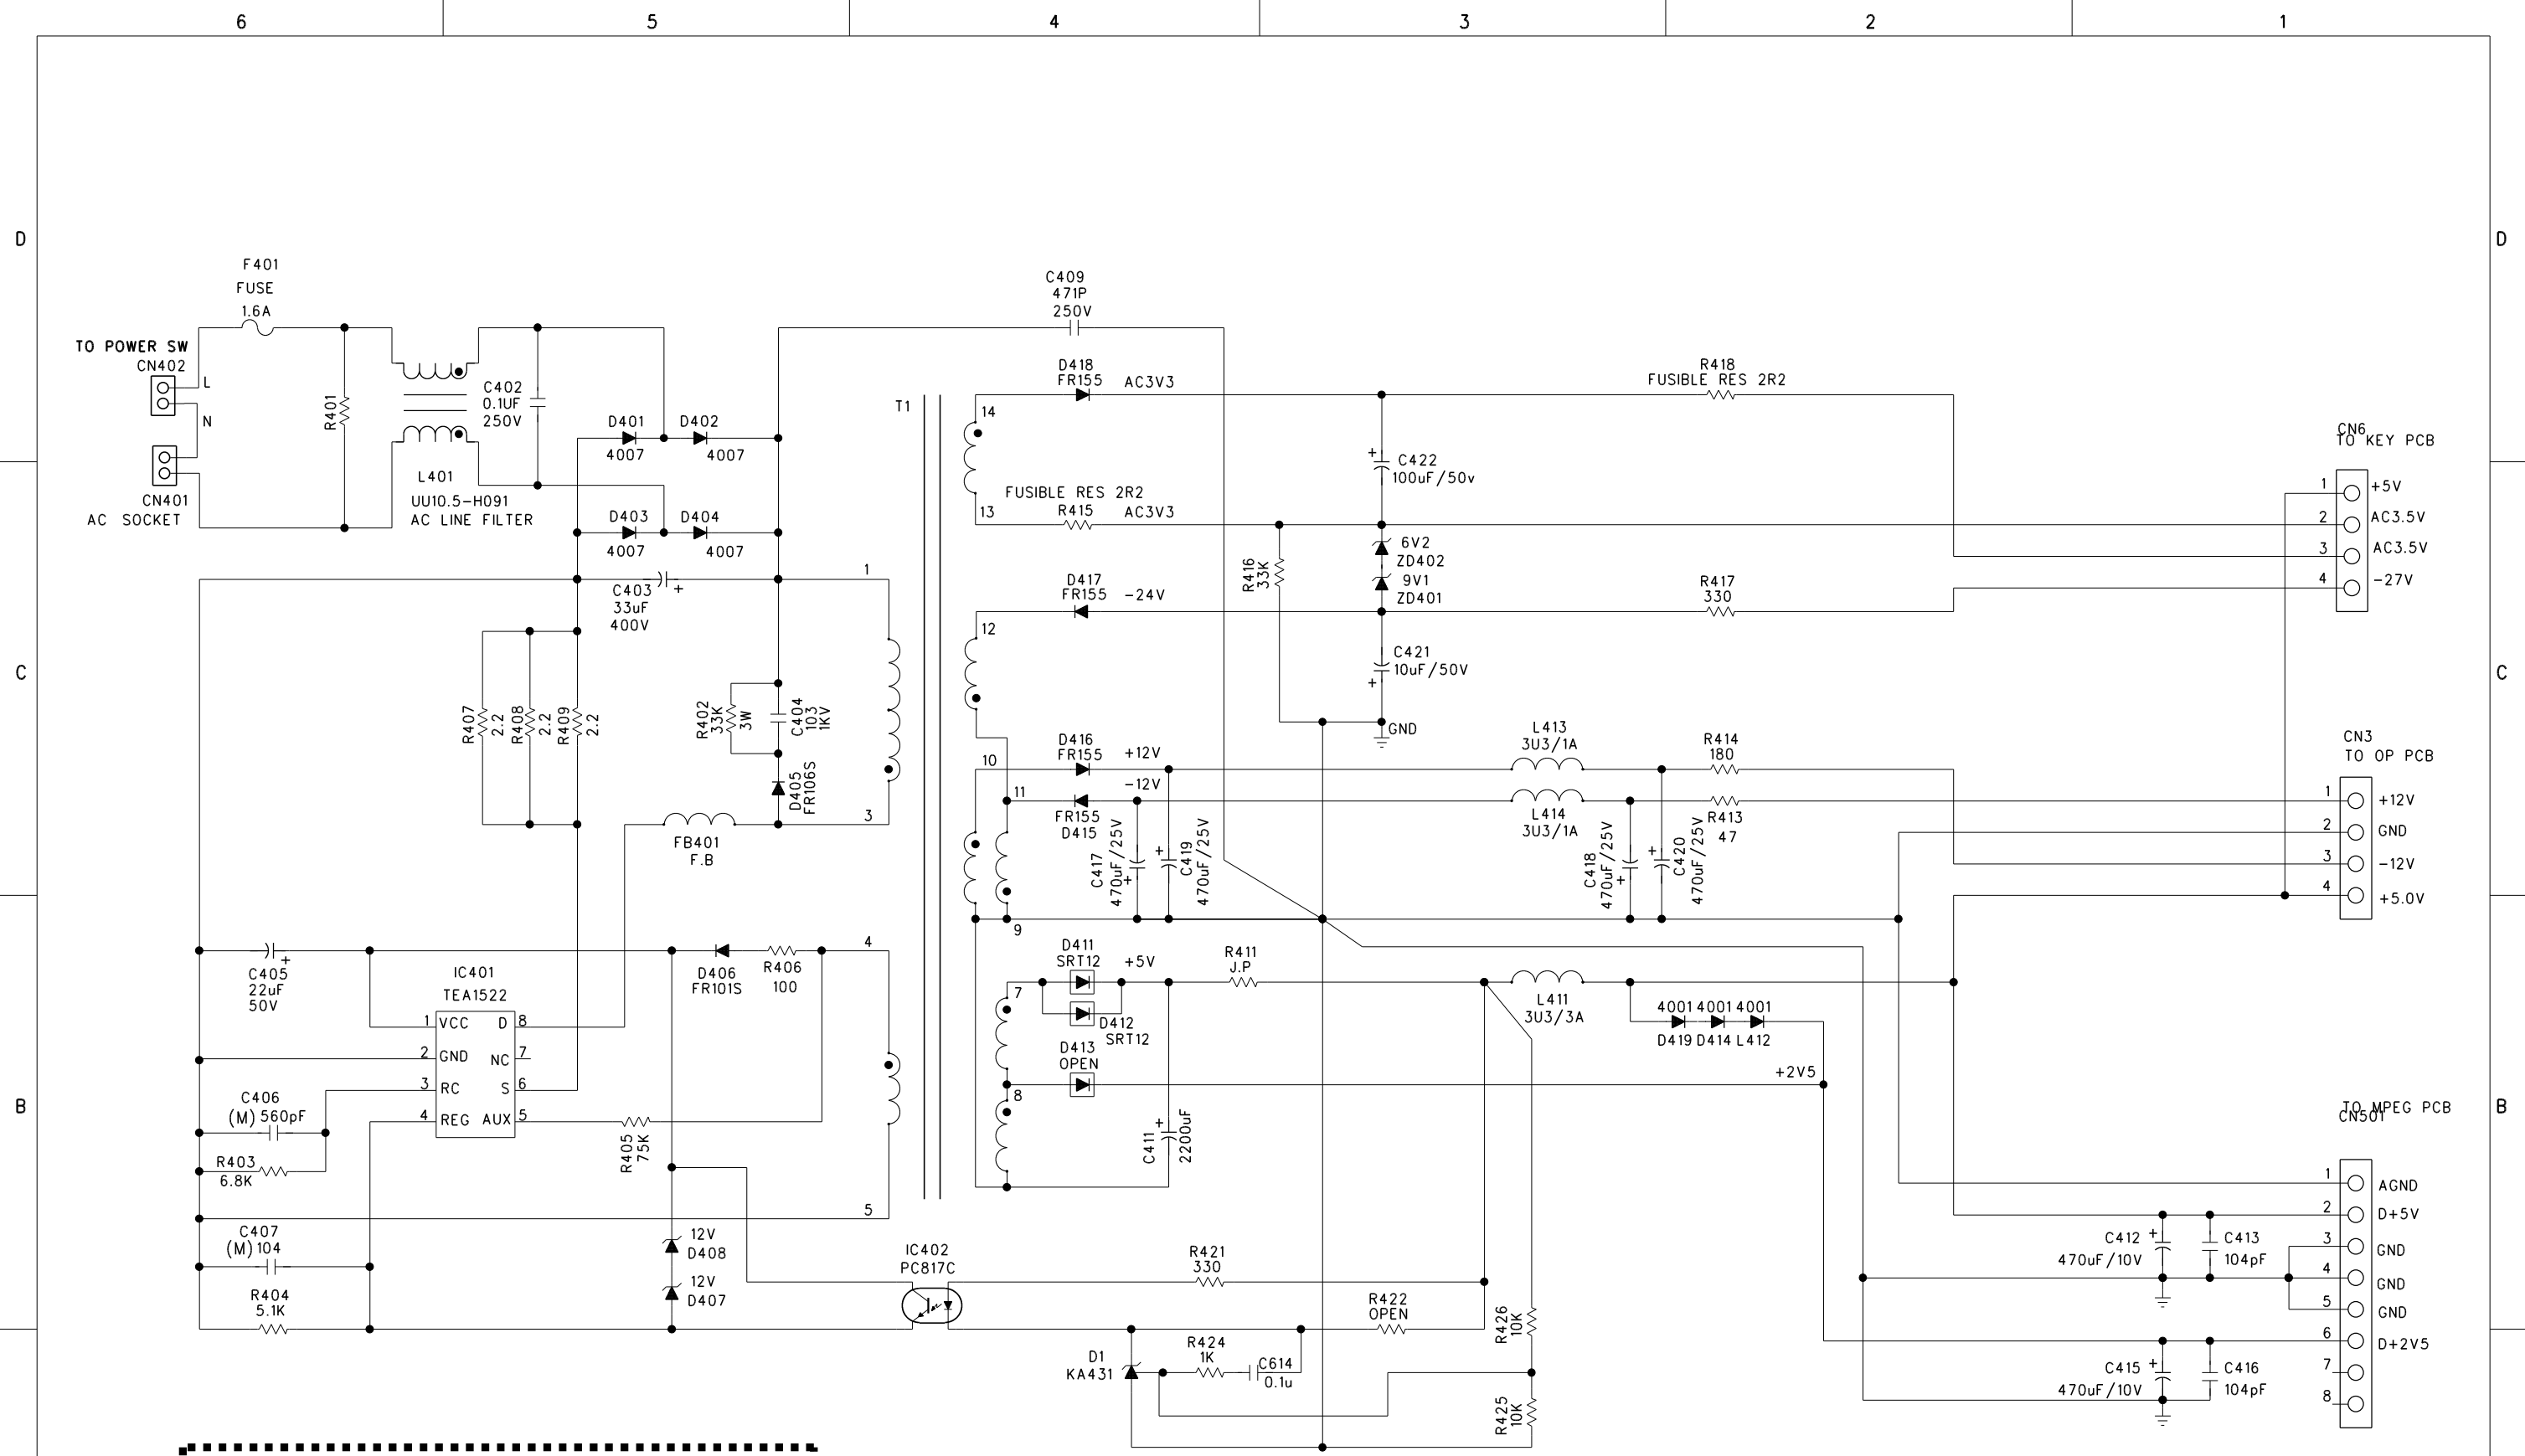 6 5 4 3 2 1
D
D
C
C
B
B
F401
FUSE
1.6A
TO POWER SW
CN402
L
N
CN401
AC SOCKET
R401
L401
UU10.5-H091
AC LINE FILTER
C402
0.1UF
250V
D401
4007
D402
4007
D403
4007
D404
4007
C403
33uF
400V
+
R407
2.2
R408
2.2
R409
2.2
R402
33K
3W
C404
103
1KV
D405
FR106S
FB401
F.B
1
3
4
5
T1
C405
22uF
50V
+
IC401
TEA1522
1 VCC
2 GND
3 RC
4 REG
D 8
NC 7
S 6
AUX 5
C406
(M) 560pF
R403
6.8K
C407
(M) 104
R404
5.1K
D406
FR101S
R406
100
R405
75K
12V
D408
12V
D407
IC402
PC817C
C409
471P
250V
D418
FR155
AC3V3
14
13
FUSIBLE RES 2R2
R415
AC3V3
12
D417
FR155
-24V
R416
33K
+
C422
100uF/50v
6V2
ZD402
9V1
ZD401
C421
10uF/50V
+
GND
R418
FUSIBLE RES 2R2
R417
330
10
D416
FR155
+12V
-12V
11
FR155
D415
C417
470uF/25V
+
C419
470uF/25V
+
9
L413
3U3/1A
L414
3U3/1A
C418
470uF/25V
+
C420
470uF/25V
+
R414
180
R413
47
7
D411
SRT12
+5V
D412
SRT12
D413
OPEN
8
C411
2200uF
+
R411
J.P
L411
3U3/3A
4001 4001 4001
D419 D414 L412
+2V5
R421
330
R422
OPEN
D1
KA431
R424
1K
C614
0.1u
R426
10K
R425
10K
CN6
TO KEY PCB
1 +5V
2 AC3.5V
3 AC3.5V
4 -27V
CN3
TO OP PCB
1 +12V
2 GND
3 -12V
4 +5.0V
TO MPEG PCB
CN501
1 AGND
2 D+5V
3 GND
4 GND
5 GND
6 D+2V5
7
8
C412
470uF/10V
+
C413
104pF
C415
470uF/10V
+
C416
104pF